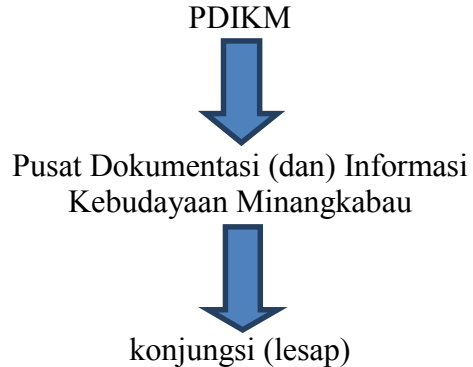 PDIKM
Pusat Dokumentasi (dan) Informasi
Kebudayaan Minangkabau
konjungsi (lesap)